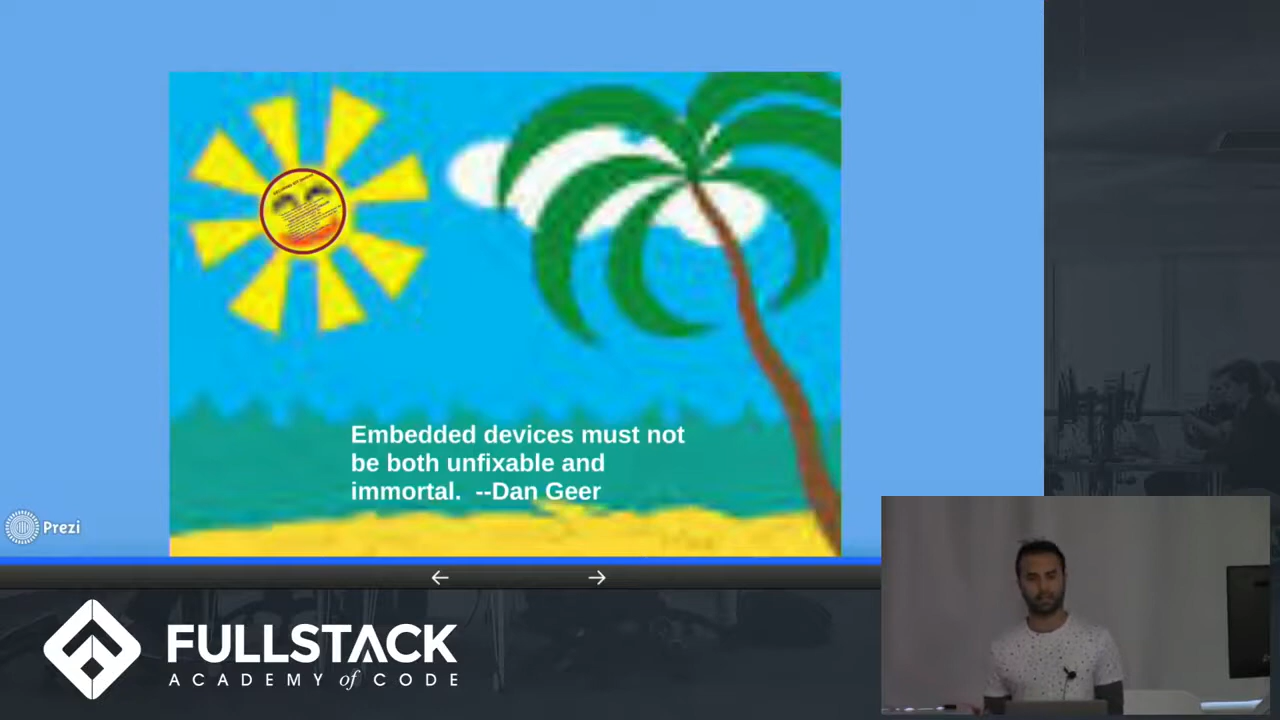 Embedded devices must not
be both unfixable and
immortal.  --Dan Geer
Prezi
FULLSTACK
ACADEMY of CODE